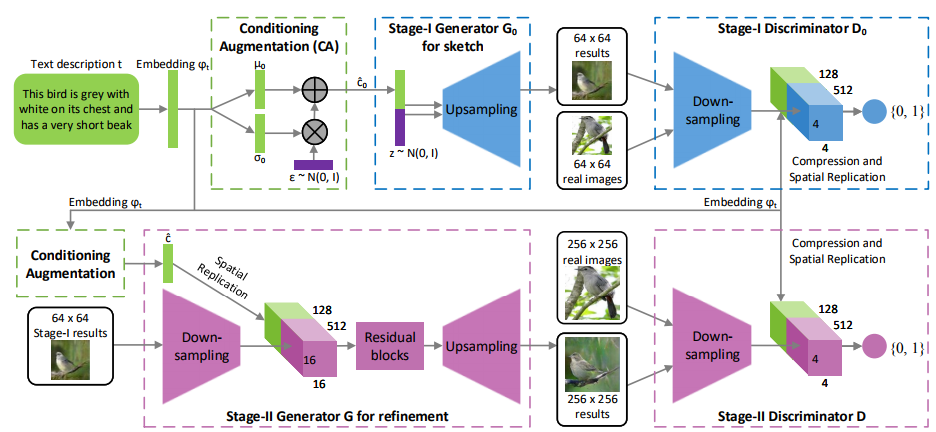 Conditioning
Augmentation (CA)
Stage-I Generator G₀
for sketch
Stage-I Discriminator D₀
Text description t
Embedding φₜ
This bird is grey with
white on its chest and
has a very short beak
μ₀
σ₀
ε ~ N(0, I)
ĉ₀
z ~ N(0, I)
Upsampling
64 x 64
results
64 x 64
real images
Down-
sampling
128
512
4
4
{0, 1}
Compression and
Spatial Replication
Embedding φₜ
Embedding φₜ
Conditioning
Augmentation
ĉ
Spatial
Replication
64 x 64
Stage-I results
Down-
sampling
128
512
16
16
Residual
blocks
Upsampling
Stage-II Generator G for refinement
256 x 256
real images
256 x 256
results
Compression and
Spatial Replication
Down-
sampling
128
512
4
4
{0, 1}
Stage-II Discriminator D